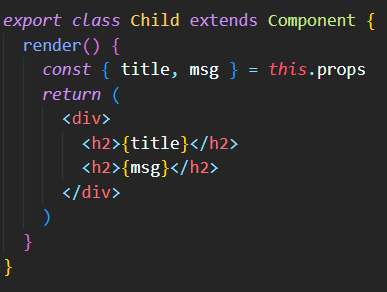 export class Child extends Component {
  render() {
    const { title, msg } = this.props
    return (
      <div>
        <h2>{title}</h2>
        <h2>{msg}</h2>
      </div>
    )
  }
}